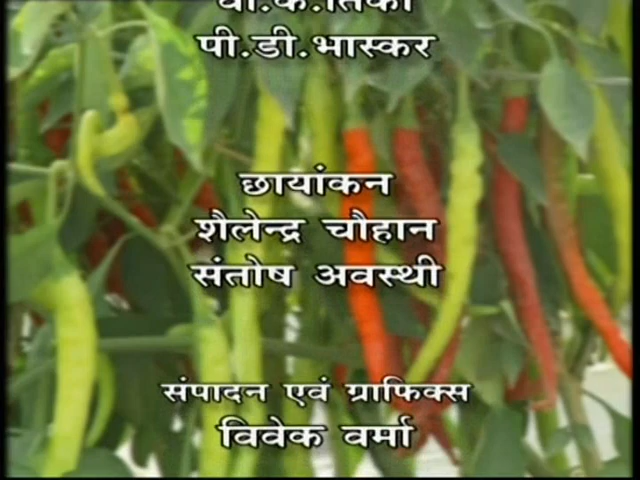 वी.के.तिर्की
पी.डी.भास्कर
छायांकन
शैलेन्द्र चौहान
संतोष अवस्थी
संपादन एवं ग्राफिक्स
विवेक वर्मा